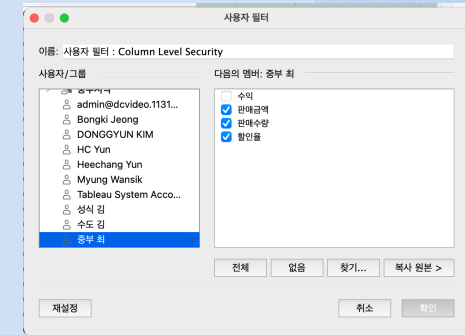 사용자 필터
이름: 사용자 필터 : Column Level Security
사용자/그룹
다음의 멤버: 중부 최
중부지역
admin@dcvideo.1131...
Bongki Jeong
DONGGYUN KIM
HC Yun
Heechang Yun
Myung Wansik
Tableau System Acco...
성식 김
수도 김
중부 최
수익
판매금액
판매수량
할인율
전체
없음
찾기...
복사 원본 >
재설정
취소
확인